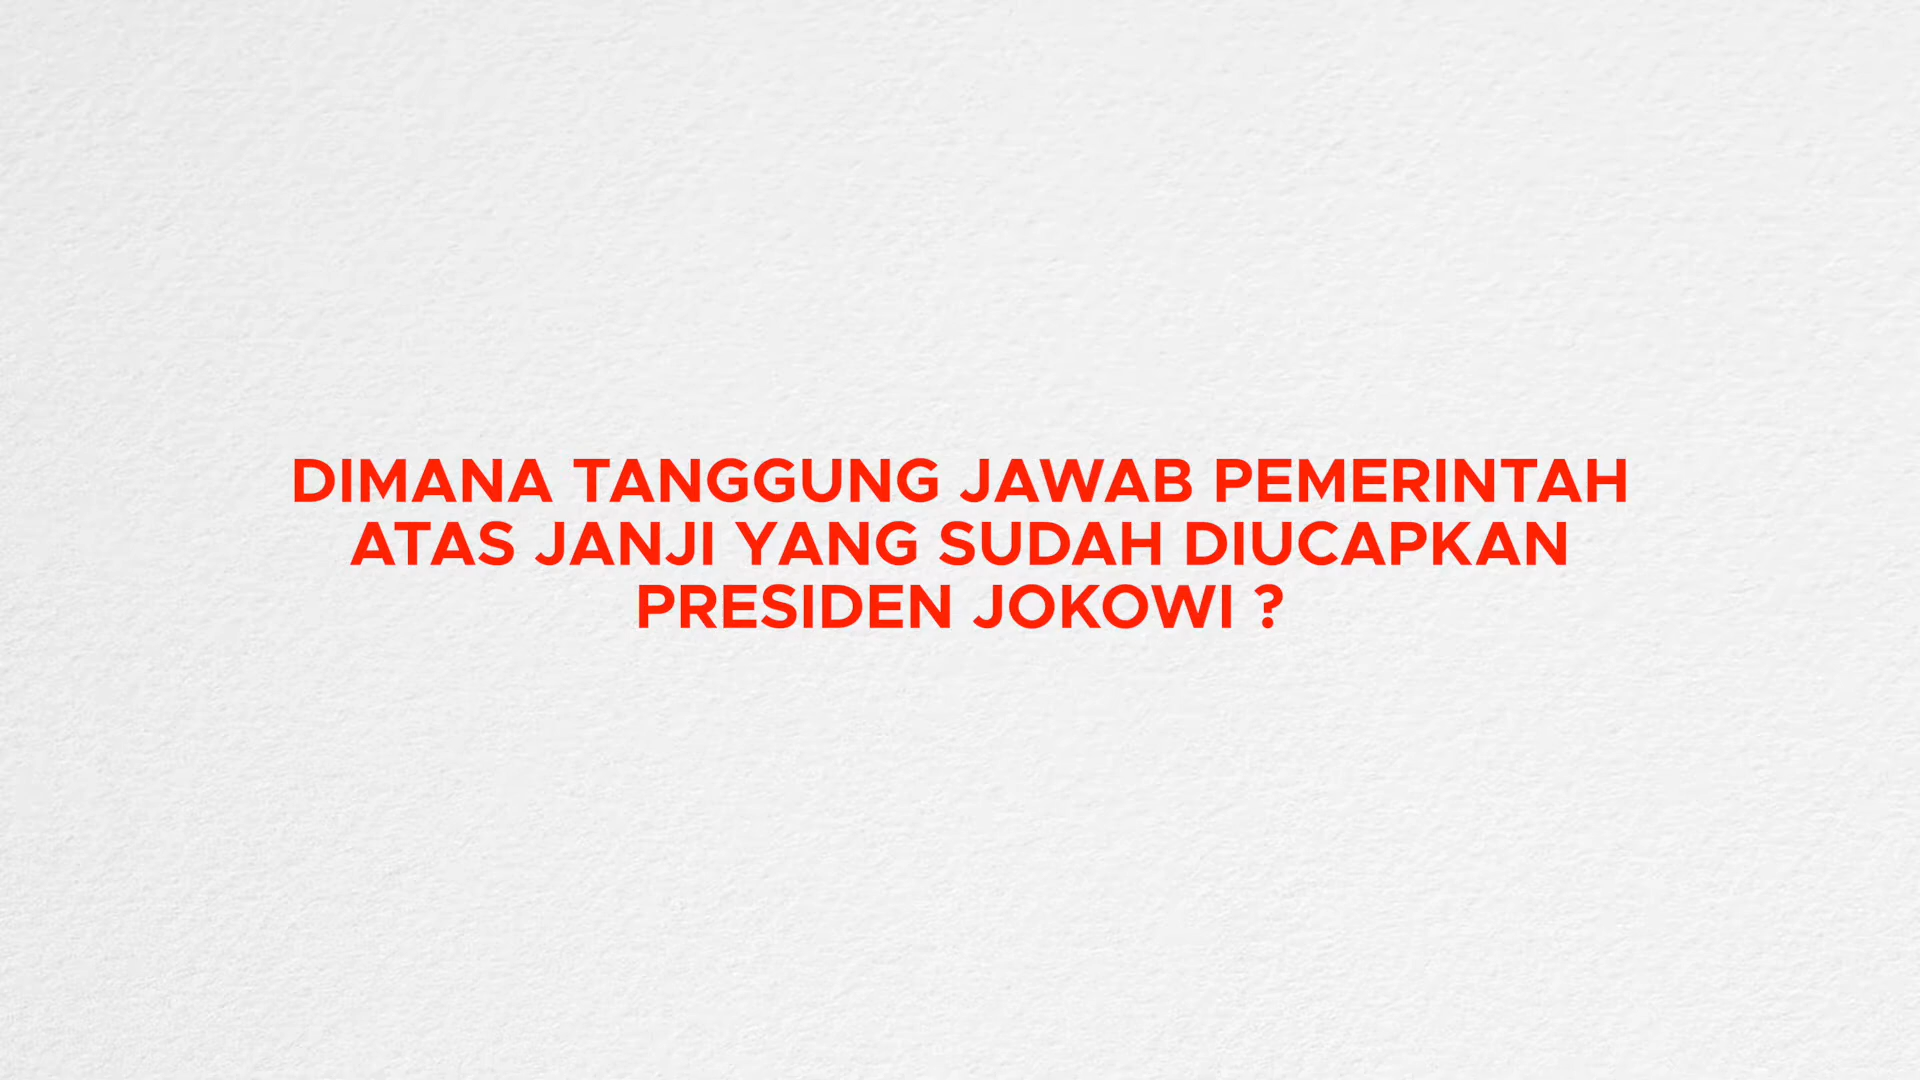 DIMANA TANGGUNG JAWAB PEMERINTAH
ATAS JANJI YANG SUDAH DIUCAPKAN
PRESIDEN JOKOWI ?